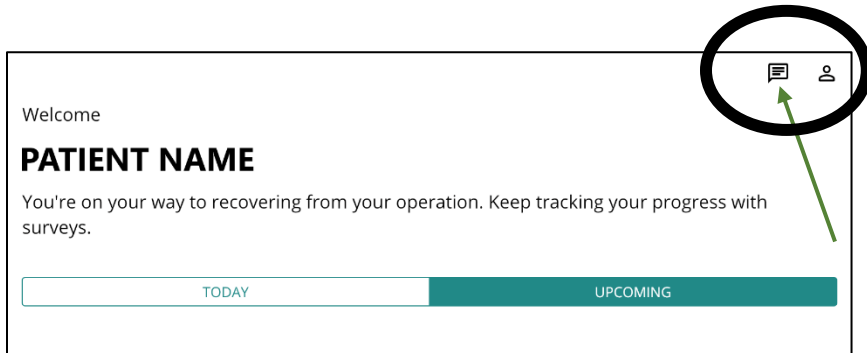 Welcome
PATIENT NAME
You're on your way to recovering from your operation. Keep tracking your progress with
surveys.
TODAY
UPCOMING